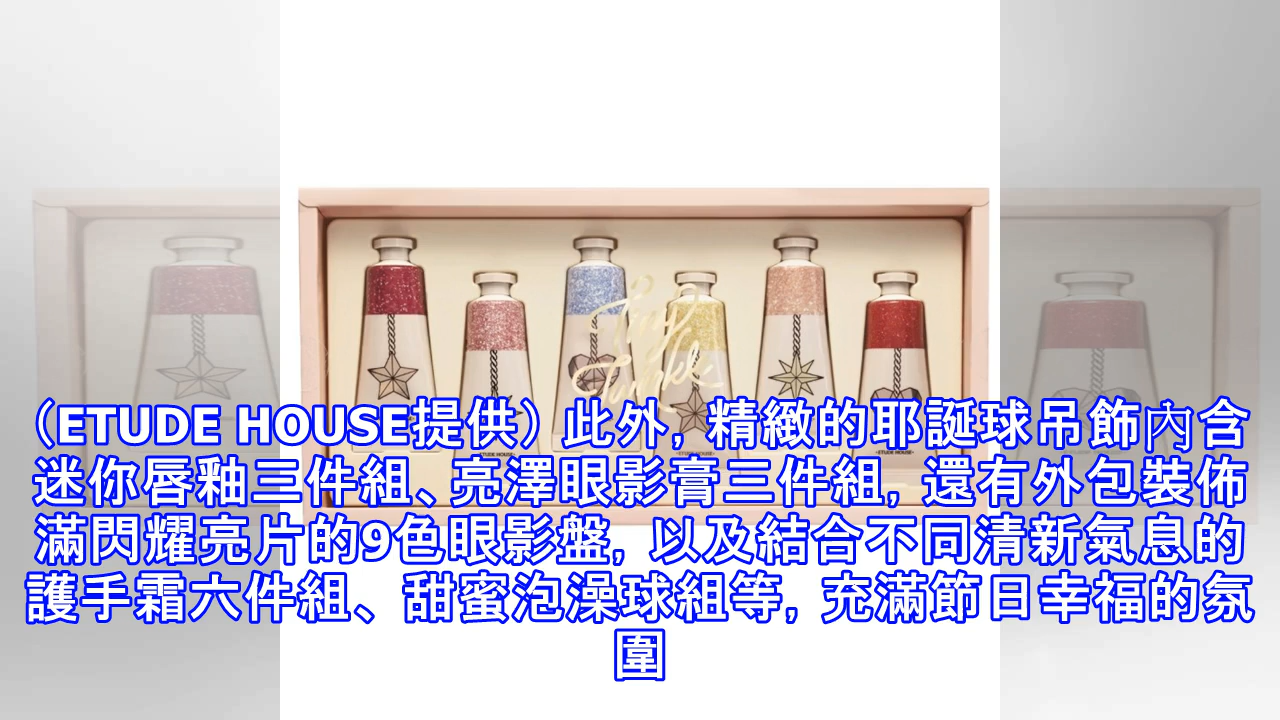 Tiny
Twinkle
ETUDE HOUSE
（ETUDE HOUSE提供）此外，精緻的耶誕球吊飾內含
迷你唇釉三件組、亮澤眼影膏三件組，還有外包裝佈
滿閃耀亮片的9色眼影盤，以及結合不同清新氣息的
護手霜六件組、甜蜜泡澡球組等，充滿節日幸福的氛
圍